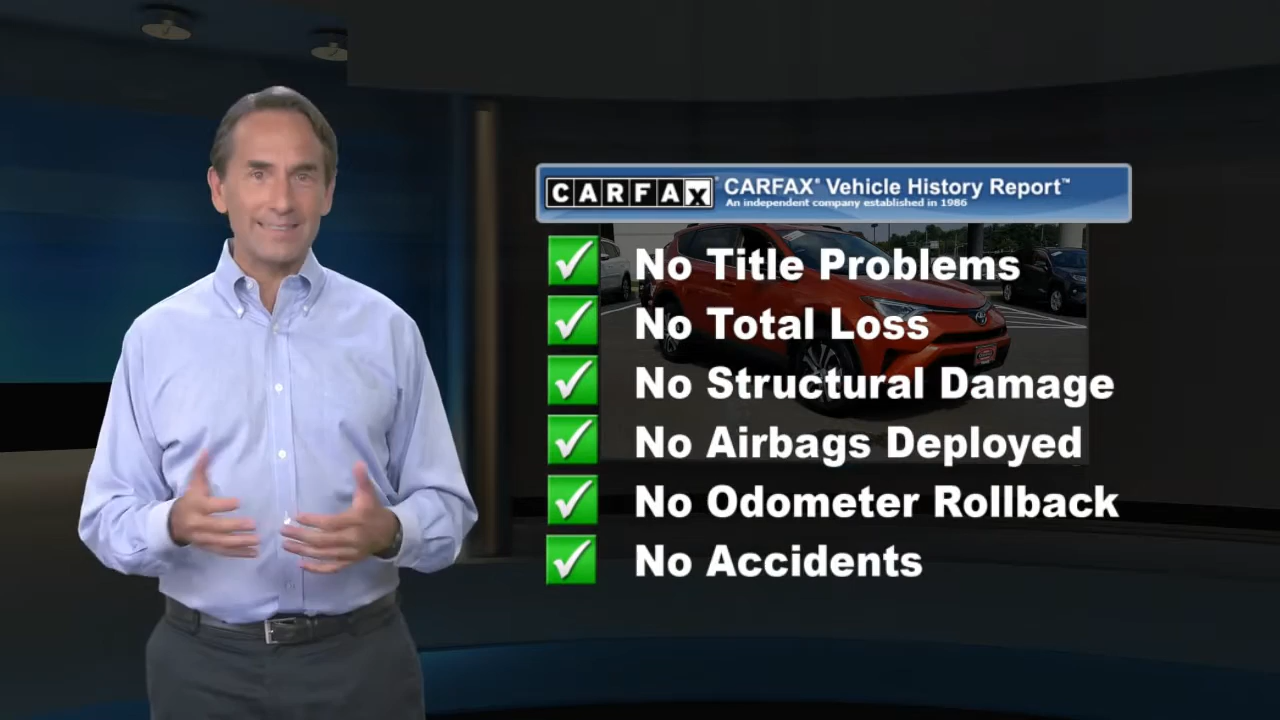 CARFAX® CARFAX® Vehicle History Report™
An independent company established in 1986
No Title Problems
No Total Loss
No Structural Damage
No Airbags Deployed
No Odometer Rollback
No Accidents